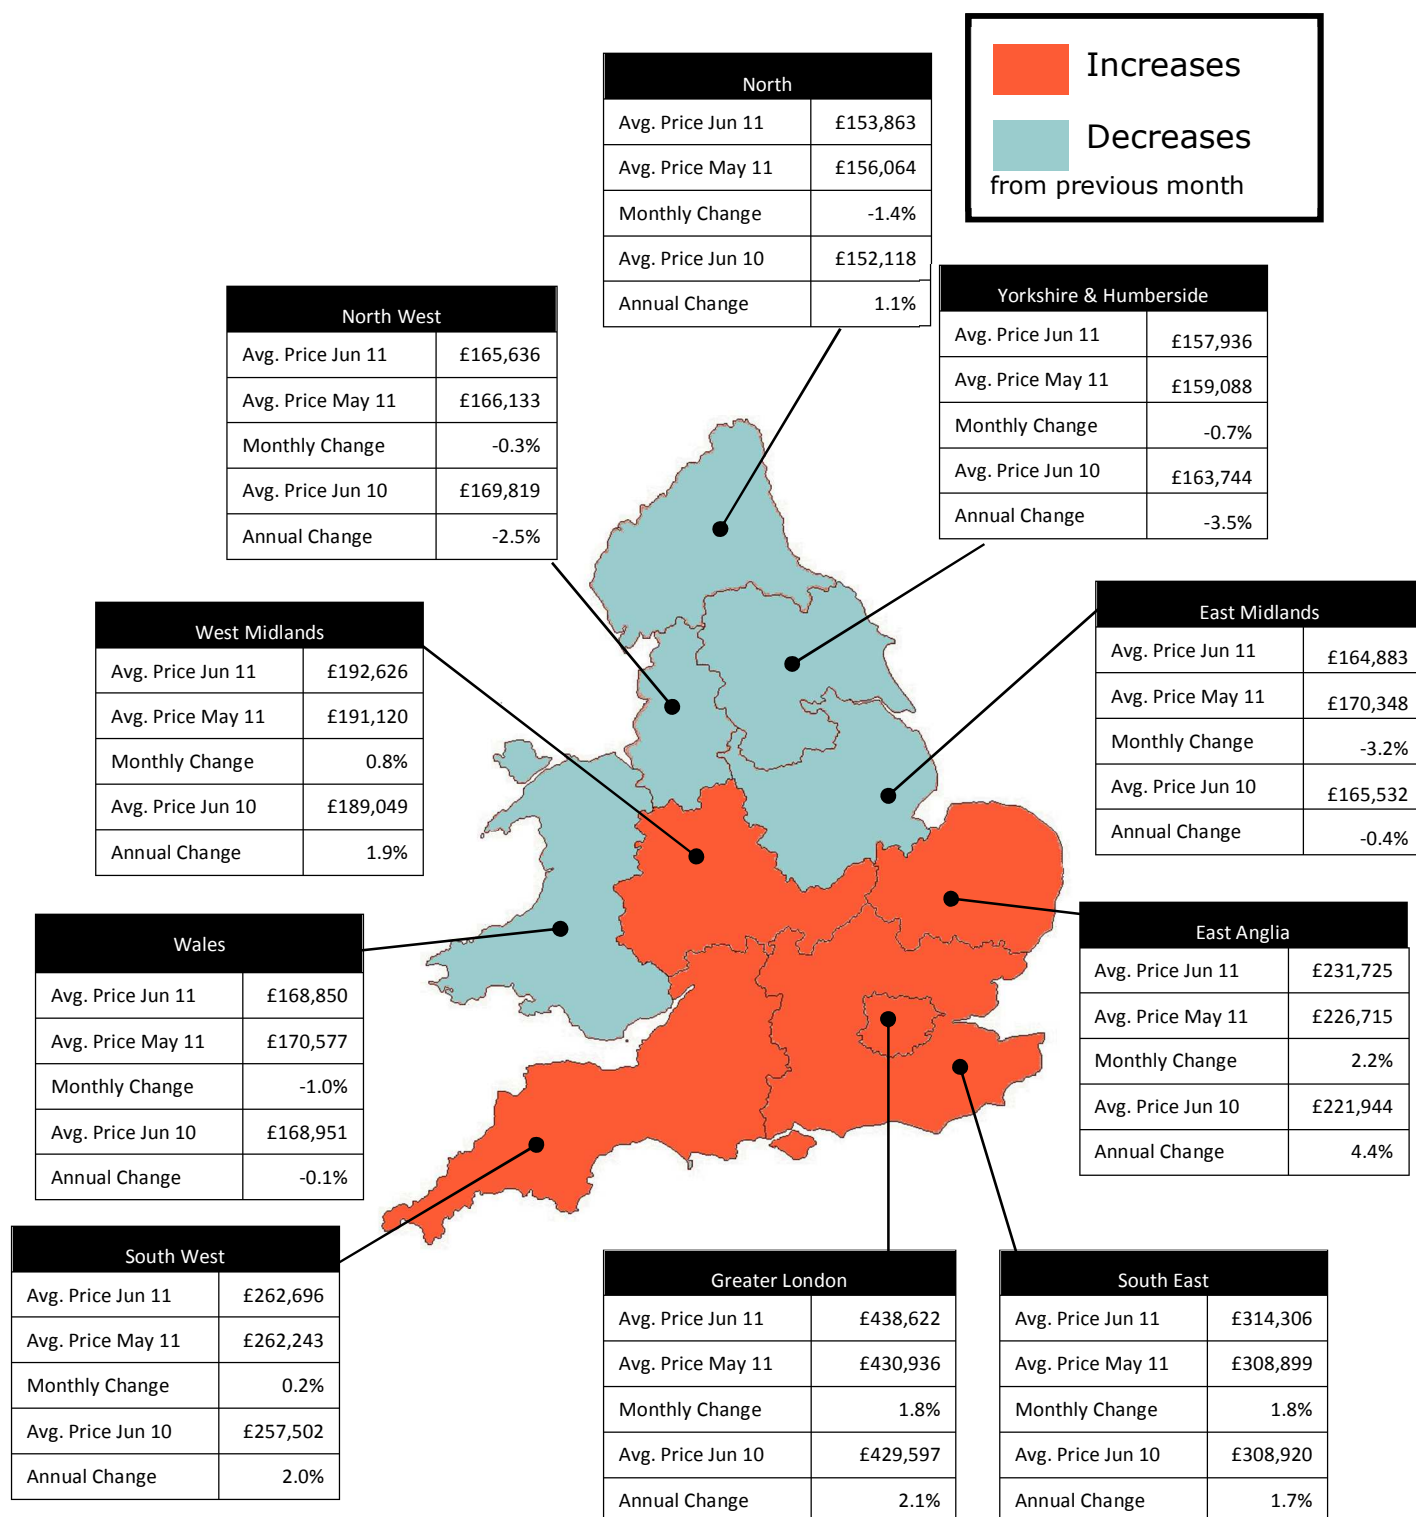 Increases
Decreases
from previous month
North
Avg. Price Jun 11 £153,863
Avg. Price May 11 £156,064
Monthly Change -1.4%
Avg. Price Jun 10 £152,118
Annual Change 1.1%
Yorkshire & Humberside
Avg. Price Jun 11 £157,936
Avg. Price May 11 £159,088
Monthly Change -0.7%
Avg. Price Jun 10 £163,744
Annual Change -3.5%
North West
Avg. Price Jun 11 £165,636
Avg. Price May 11 £166,133
Monthly Change -0.3%
Avg. Price Jun 10 £169,819
Annual Change -2.5%
East Midlands
Avg. Price Jun 11 £164,883
Avg. Price May 11 £170,348
Monthly Change -3.2%
Avg. Price Jun 10 £165,532
Annual Change -0.4%
West Midlands
Avg. Price Jun 11 £192,626
Avg. Price May 11 £191,120
Monthly Change 0.8%
Avg. Price Jun 10 £189,049
Annual Change 1.9%
East Anglia
Avg. Price Jun 11 £231,725
Avg. Price May 11 £226,715
Monthly Change 2.2%
Avg. Price Jun 10 £221,944
Annual Change 4.4%
Wales
Avg. Price Jun 11 £168,850
Avg. Price May 11 £170,577
Monthly Change -1.0%
Avg. Price Jun 10 £168,951
Annual Change -0.1%
South West
Avg. Price Jun 11 £262,696
Avg. Price May 11 £262,243
Monthly Change 0.2%
Avg. Price Jun 10 £257,502
Annual Change 2.0%
Greater London
Avg. Price Jun 11 £438,622
Avg. Price May 11 £430,936
Monthly Change 1.8%
Avg. Price Jun 10 £429,597
Annual Change 2.1%
South East
Avg. Price Jun 11 £314,306
Avg. Price May 11 £308,899
Monthly Change 1.8%
Avg. Price Jun 10 £308,920
Annual Change 1.7%